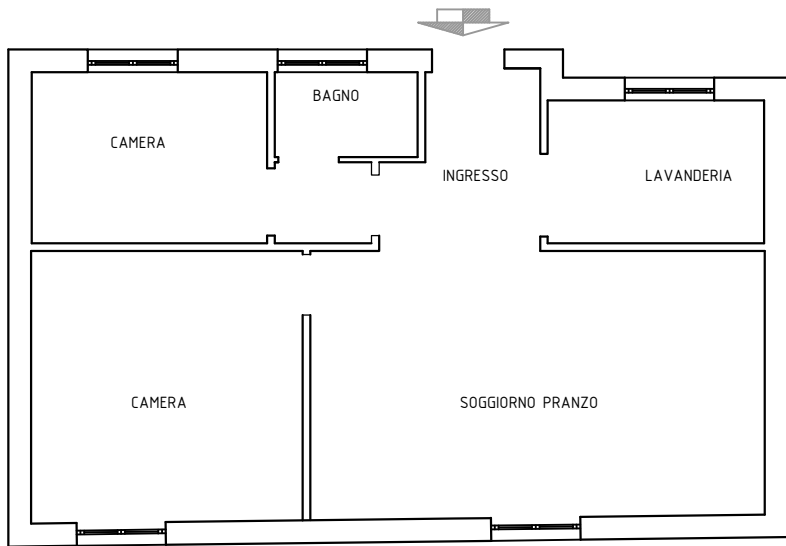 BAGNO
CAMERA
INGRESSO
LAVANDERIA
CAMERA
SOGGIORNO PRANZO